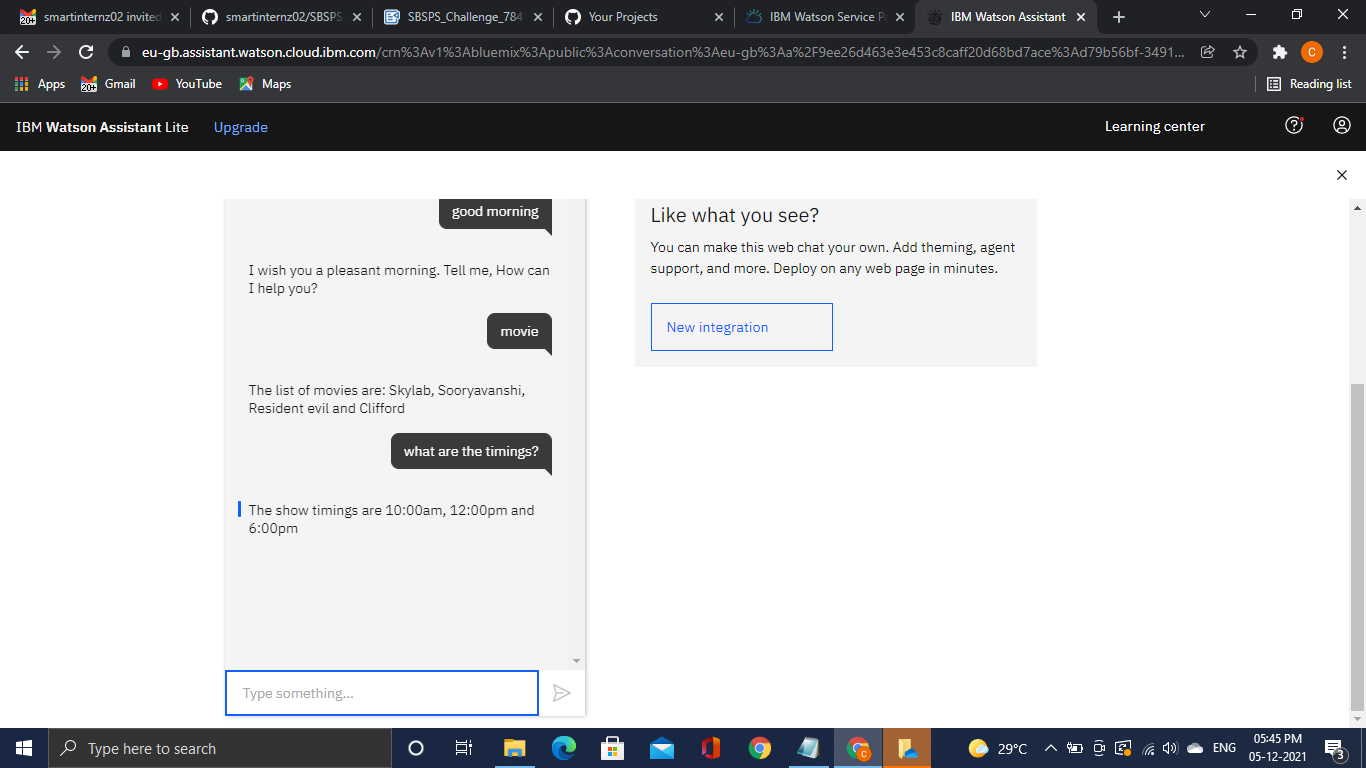 smartinternz02 invited
smartinternz02/SBSPS
SBSPS_Challenge_784
Your Projects
IBM Watson Service P
IBM Watson Assistant
eu-gb.assistant.watson.cloud.ibm.com/crn%3Av1%3Abluemix%3Apublic%3Aconversation%3Aeu-gb%3Aa%2F9ee26d463e3e453c8caff20d68bd7ace%3Ad79b56bf-3491...
C
Apps
20+
Gmail
YouTube
Maps
Reading list
IBM Watson Assistant Lite
Upgrade
Learning center
good morning
I wish you a pleasant morning. Tell me, How can
I help you?
movie
The list of movies are: Skylab, Sooryavanshi,
Resident evil and Clifford
what are the timings?
The show timings are 10:00am, 12:00pm and
6:00pm
Type something...
Like what you see?
You can make this web chat your own. Add theming, agent
support, and more. Deploy on any web page in minutes.
New integration
Type here to search
29°C
ENG
05:45 PM
05-12-2021
3